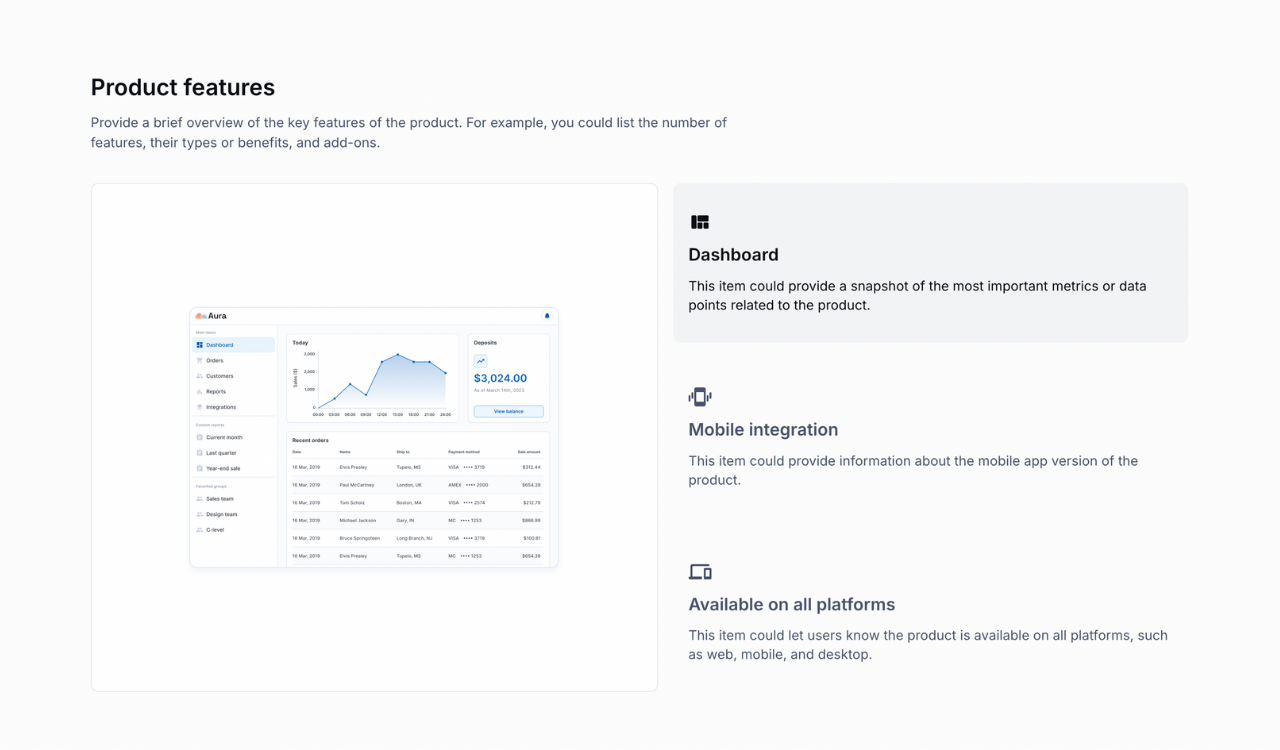 Product features
Provide a brief overview of the key features of the product. For example, you could list the number of
features, their types or benefits, and add-ons.
Aura
Main menu
Dashboard
Orders
Customers
Reports
Integrations
Custom reports
Current month
Last quarter
Year-end sale
Favorited groups
Sales team
Design team
C-level
Today
Sales ($)
2,000
1,000
0
00:00 03:00 06:00 09:00 12:00 15:00 18:00 21:00 24:00
Deposits
$3,024.00
View balance
Recent orders
Date Name Ship to Payment method Sale amount
16 Mar, 2019 Elvis Presley Tupelo, MS VISA •••• 3719 $312.44
16 Mar, 2019 Paul McCartney London, UK AMEX •••• 2000
16 Mar, 2019 Tom Scholz Boston, MA VISA •••• 2574 $212.79
16 Mar, 2019 Michael Jackson Gary, IN MC •••• 1253
16 Mar, 2019 Bruce Springsteen Long Branch, NJ VISA •••• 3719 $100.81
16 Mar, 2019 Elvis Presley Tupelo, MS MC •••• 1253 $654.39
Dashboard
This item could provide a snapshot of the most important metrics or data
points related to the product.
Mobile integration
This item could provide information about the mobile app version of the
product.
Available on all platforms
This item could let users know the product is available on all platforms, such
as web, mobile, and desktop.